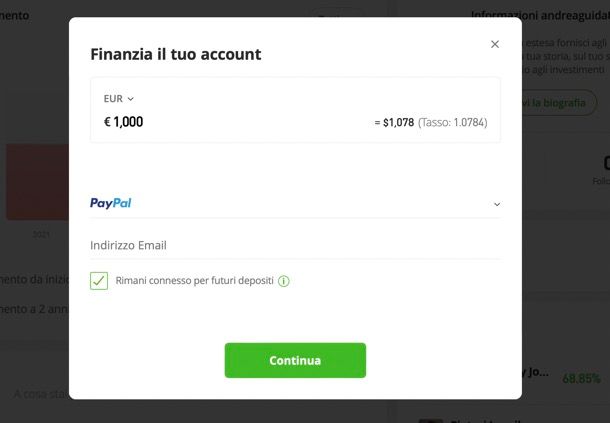 mento
Informazioni andreaguidat
Finanzia il tuo account
estesa fornisci agli
tua storia, sul tuo s
o agli investimenti
EUR
€ 1,000
= $1,078 (Tasso: 1.0784)
vi la biografia
PayPal
Follo
2021
Indirizzo Email
Rimani connesso per futuri depositi
mento da inizio
mento a 2 anni
Continua
y Jo...
68.85%
A cosa sta